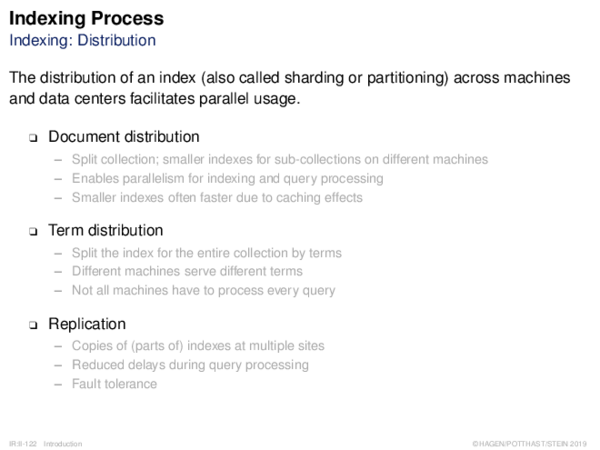 Indexing Process
Indexing: Distribution
The distribution of an index (also called sharding or partitioning) across machines
and data centers facilitates parallel usage.
❑ Document distribution
– Split collection; smaller indexes for sub-collections on different machines
– Enables parallelism for indexing and query processing
– Smaller indexes often faster due to caching effects
❑ Term distribution
– Split the index for the entire collection by terms
– Different machines serve different terms
– Not all machines have to process every query
❑ Replication
– Copies of (parts of) indexes at multiple sites
– Reduced delays during query processing
– Fault tolerance
IR:II-122 Introduction ©HAGEN/POTTHAST/STEIN 2019